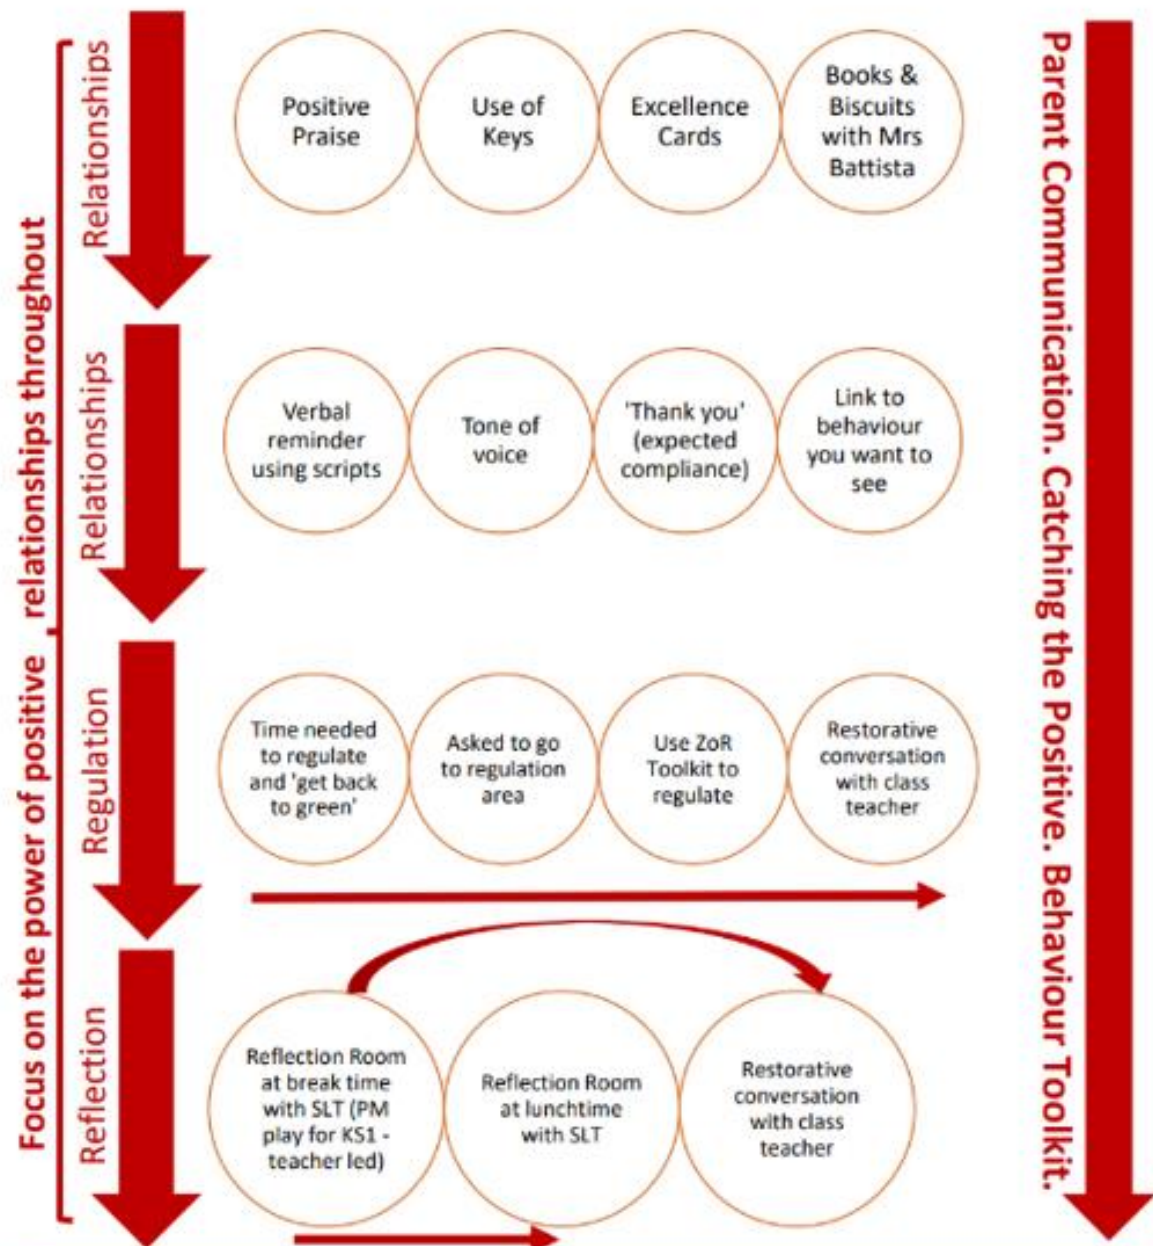 Focus on the power of positive relationships throughout
Relationships
Positive
Praise
Use of
Keys
Excellence
Cards
Books &
Biscuits
with Mrs
Battista
Relationships
Verbal
reminder
using scripts
Tone of
voice
'Thank you'
(expected
compliance)
Link to
behaviour
you want to
see
Regulation
Time needed
to regulate
and 'get back
to green'
Asked to go
to regulation
area
Use ZoR
Toolkit to
regulate
Restorative
conversation
with class
teacher
Reflection
Reflection Room
at break time
with SLT (PM
play for KS1 -
teacher led)
Reflection Room
at lunchtime
with SLT
Restorative
conversation
with class
teacher
Parent Communication. Catching the Positive. Behaviour Toolkit.